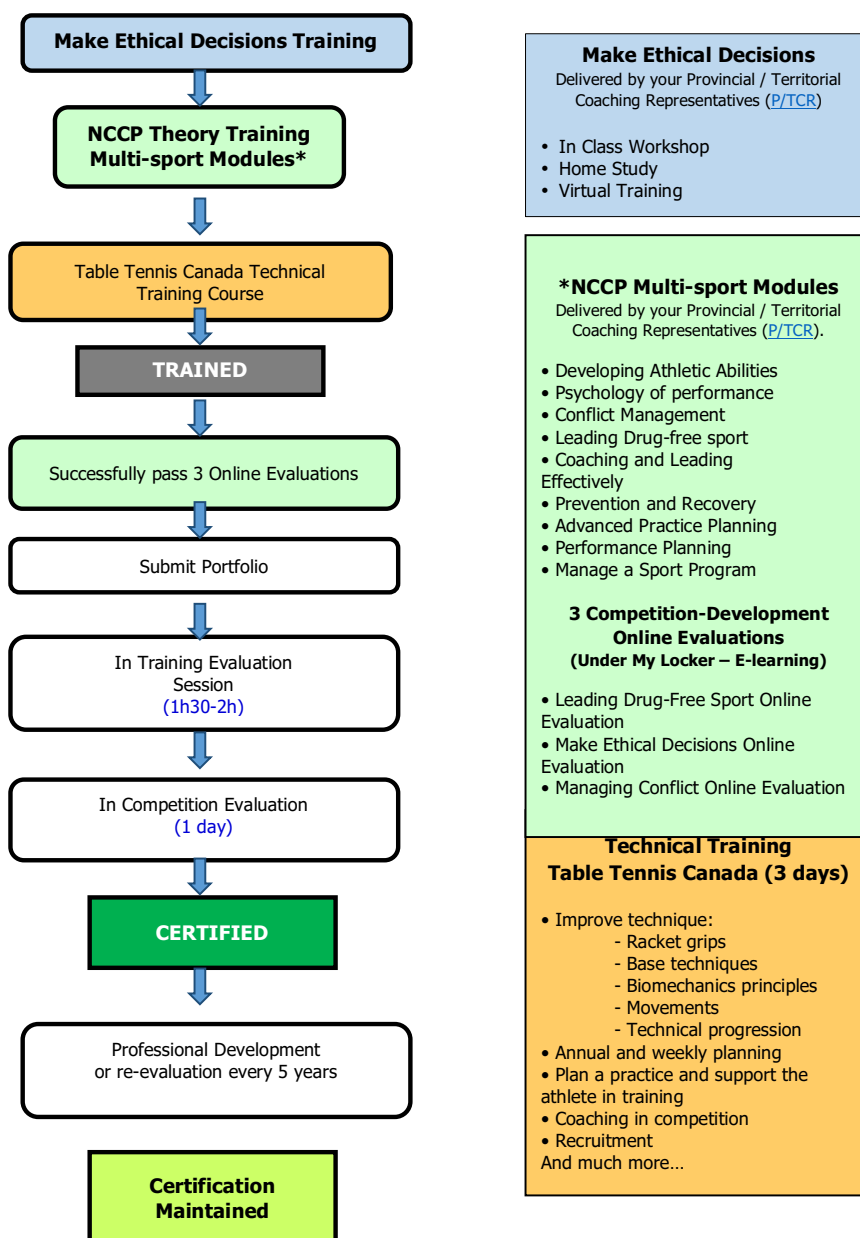 Make Ethical Decisions Training
NCCP Theory Training
Multi-sport Modules*
Table Tennis Canada Technical
Training Course
TRAINED
Successfully pass 3 Online Evaluations
Submit Portfolio
In Training Evaluation
Session
(1h30-2h)
In Competition Evaluation
(1 day)
CERTIFIED
Professional Development
or re-evaluation every 5 years
Certification
Maintained
Make Ethical Decisions
Delivered by your Provincial / Territorial
Coaching Representatives (P/TCR)
• In Class Workshop
• Home Study
• Virtual Training
*NCCP Multi-sport Modules
Delivered by your Provincial / Territorial
Coaching Representatives (P/TCR).
• Developing Athletic Abilities
• Psychology of performance
• Conflict Management
• Leading Drug-free sport
• Coaching and Leading
Effectively
• Prevention and Recovery
• Advanced Practice Planning
• Performance Planning
• Manage a Sport Program
3 Competition-Development
Online Evaluations
(Under My Locker – E-learning)
• Leading Drug-Free Sport Online
Evaluation
• Make Ethical Decisions Online
Evaluation
• Managing Conflict Online Evaluation
Technical Training
Table Tennis Canada (3 days)
• Improve technique:
- Racket grips
- Base techniques
- Biomechanics principles
- Movements
- Technical progression
• Annual and weekly planning
• Plan a practice and support the
athlete in training
• Coaching in competition
• Recruitment
And much more…